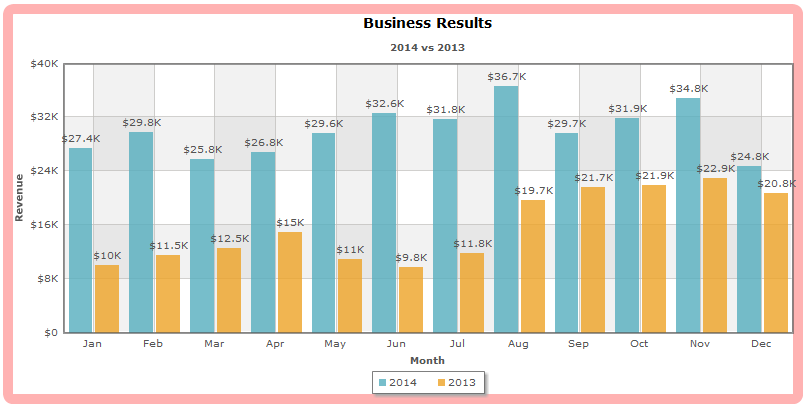 Business Results
2014 vs 2013
$40K
$32K
$24K
$16K
$8K
$0
Revenue
$27.4K
$29.8K
$25.8K
$26.8K
$29.6K
$32.6K
$31.8K
$36.7K
$29.7K
$31.9K
$34.8K
$24.8K
$10K
$11.5K
$12.5K
$15K
$11K
$9.8K
$11.8K
$19.7K
$21.7K
$21.9K
$22.9K
$20.8K
Jan Feb Mar Apr May Jun Jul Aug Sep Oct Nov Dec
Month
2014 2013